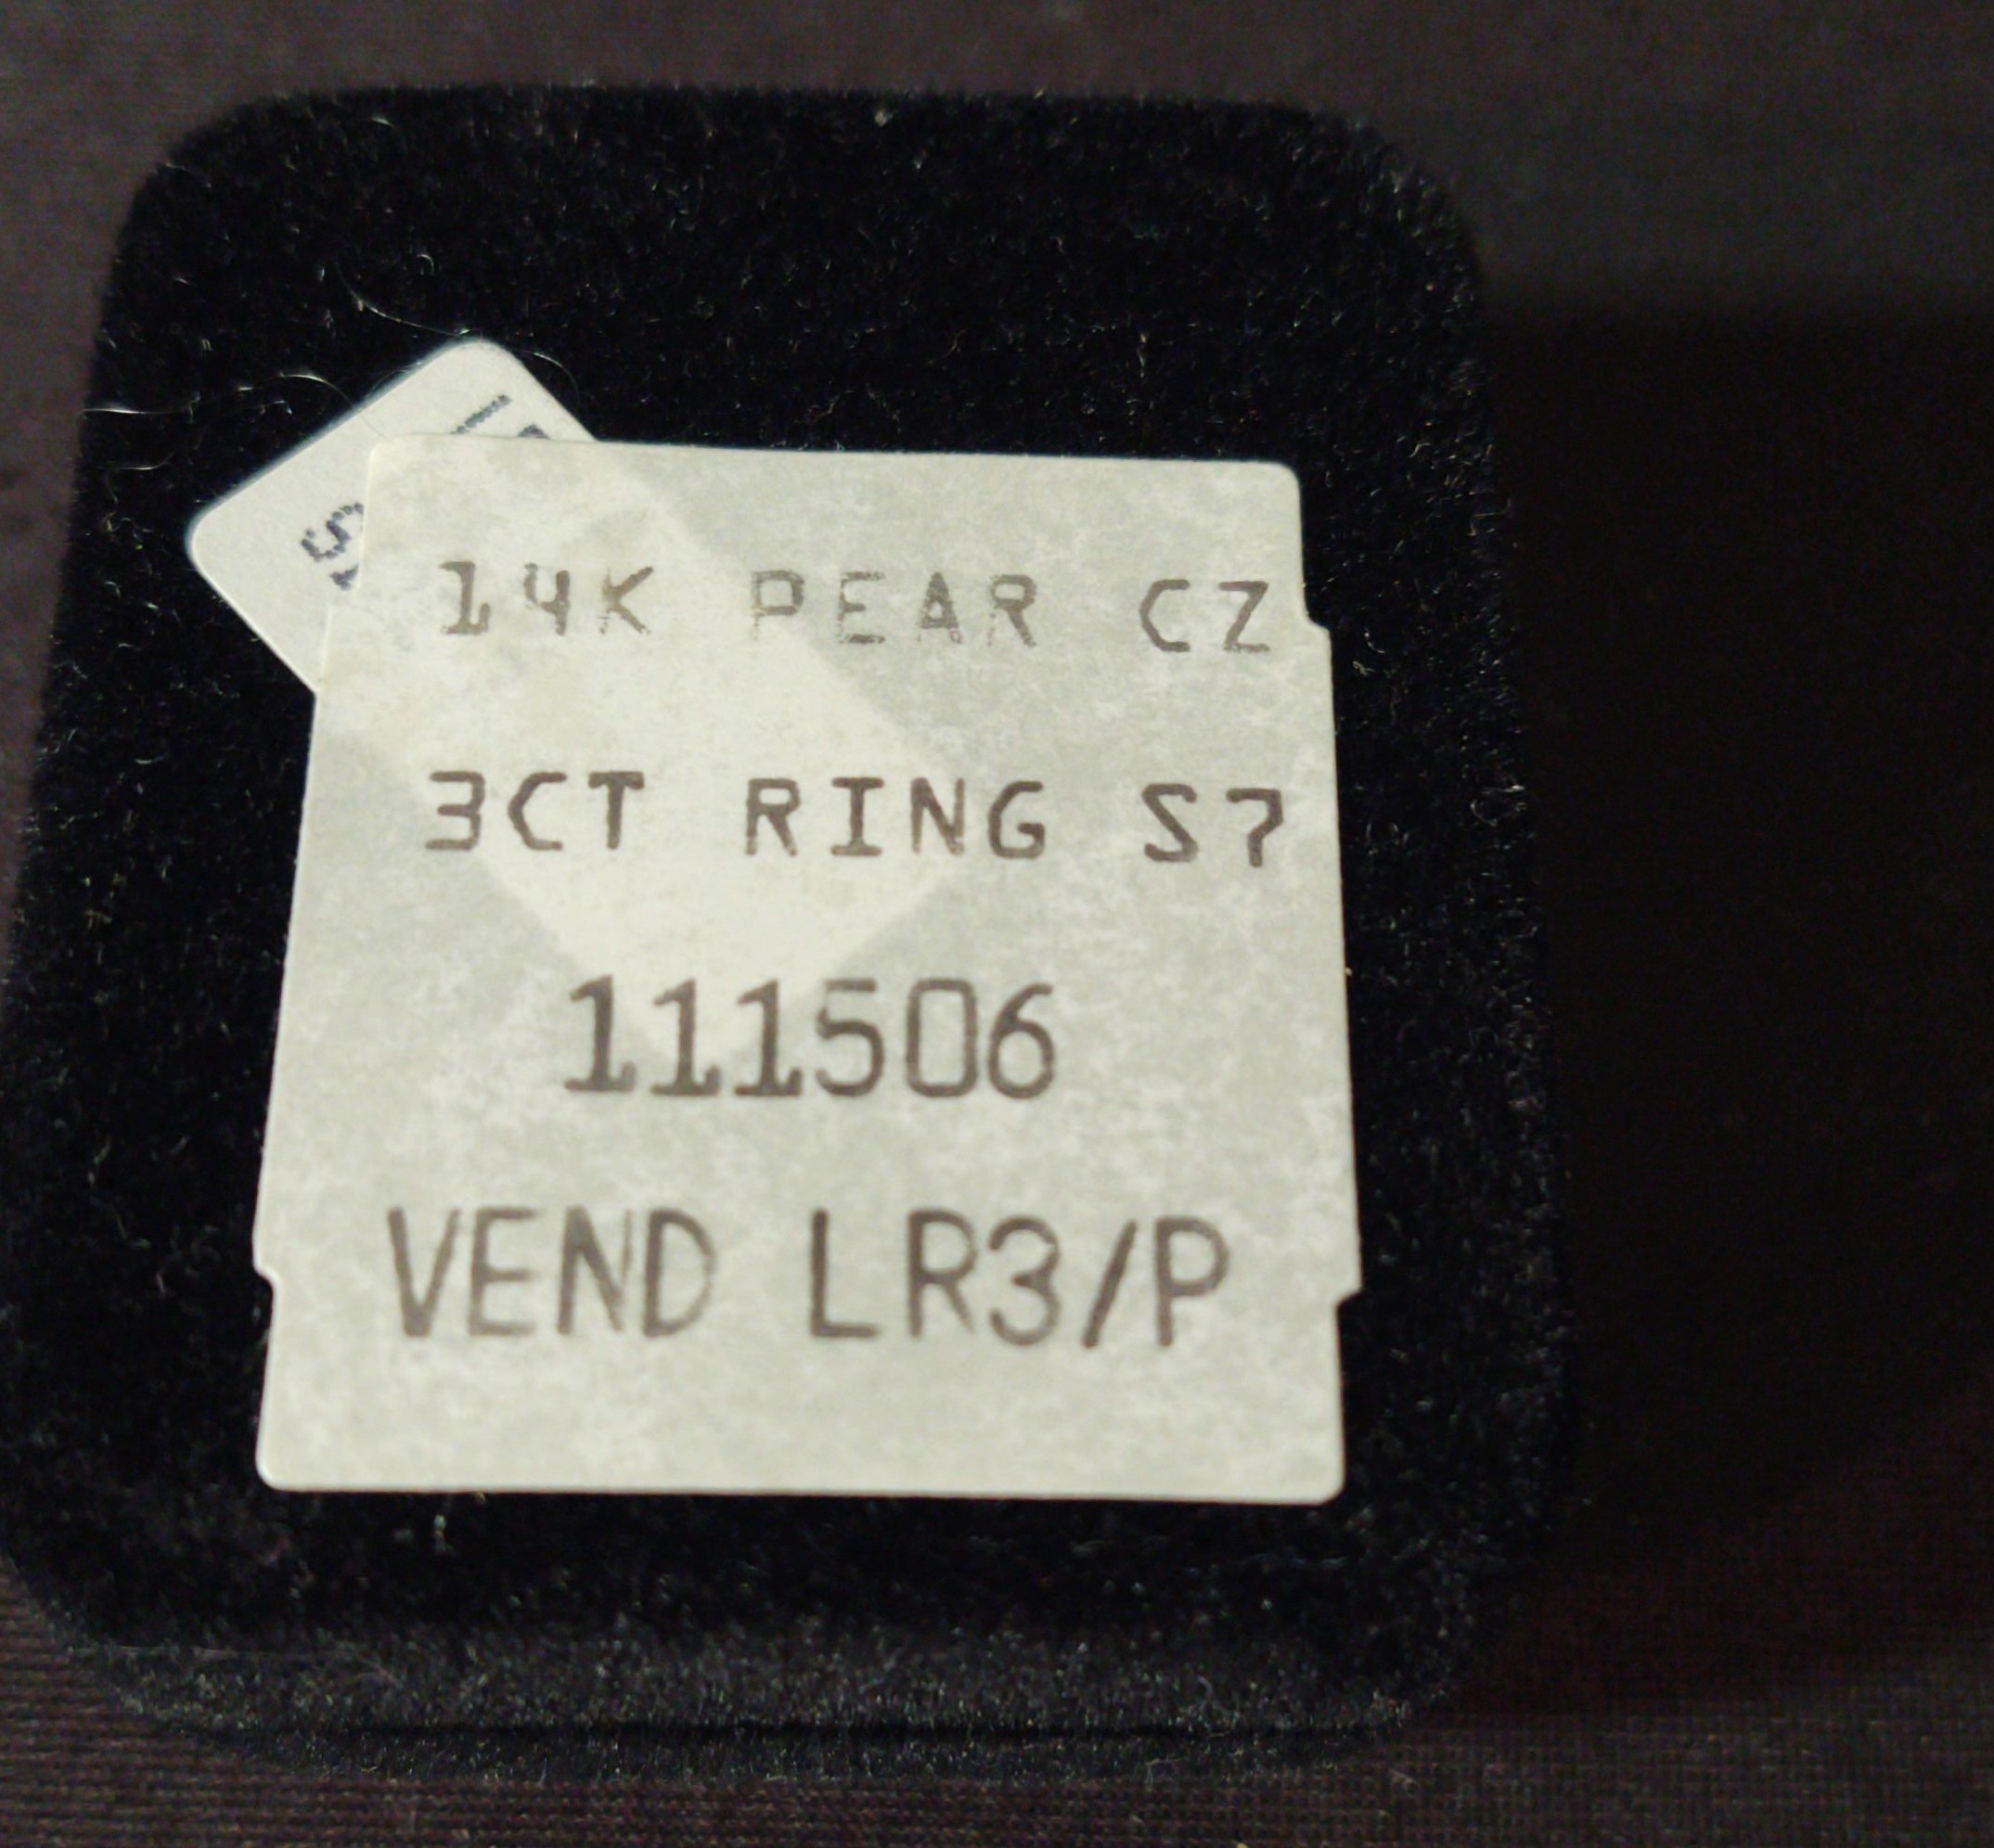 14K PEAR CZ
3CT RING S7
111506
VEND LR3/P